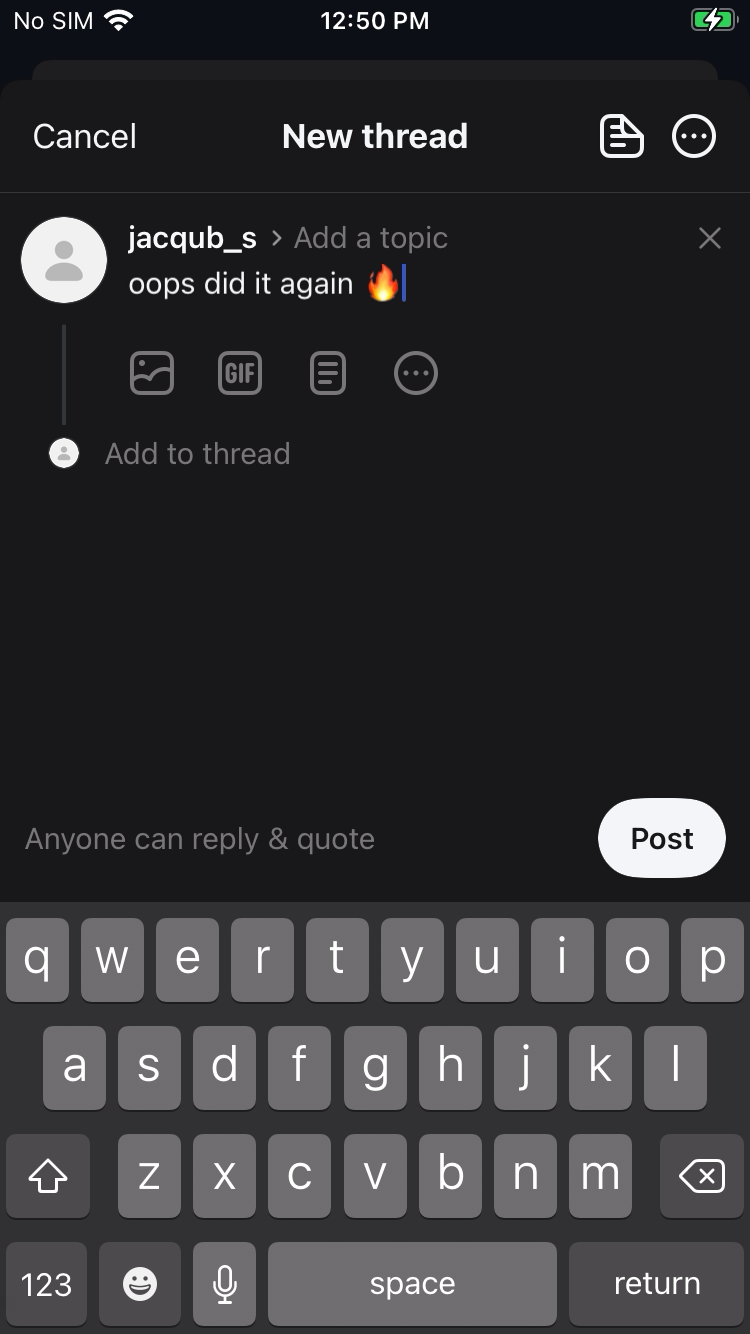 No SIM 12:50 PM
Cancel New thread
jacqub_s > Add a topic
oops did it again 🔥
GIF
Add to thread
Anyone can reply & quote Post
q w e r t y u i o p
a s d f g h j k l
z x c v b n m
123 space return